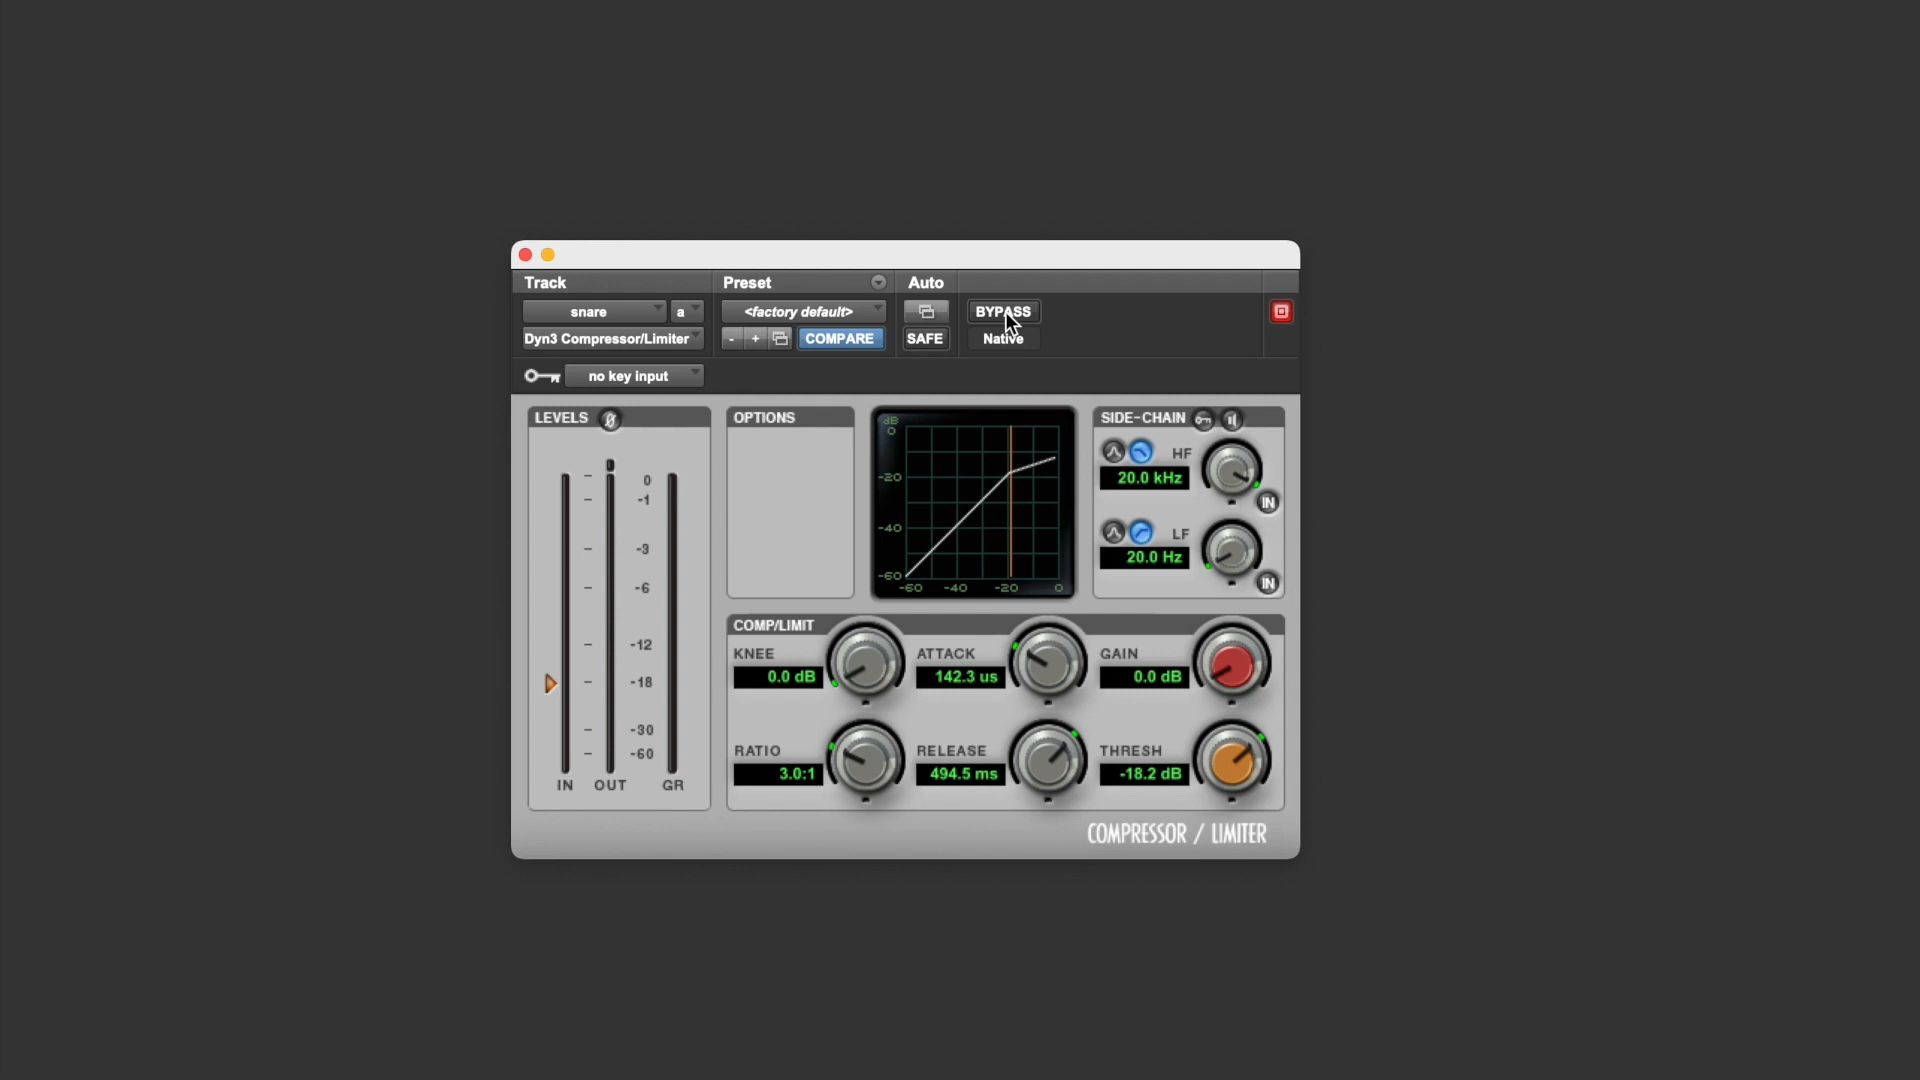 Track
Preset
Auto
snare
a
<factory default>
BYPASS
Dyn3 Compressor/Limiter
-
+
COMPARE
SAFE
Native
no key input
LEVELS
Ø
OPTIONS
dB
0
-20
-40
-60
-60 -40 -20 0
SIDE-CHAIN
HF
20.0 kHz
IN
LF
20.0 Hz
IN
0
-1
-3
-6
-12
-18
-30
-60
IN OUT GR
COMP/LIMIT
KNEE
0.0 dB
ATTACK
142.3 us
GAIN
0.0 dB
RATIO
3.0:1
RELEASE
494.5 ms
THRESH
-18.2 dB
COMPRESSOR / LIMITER